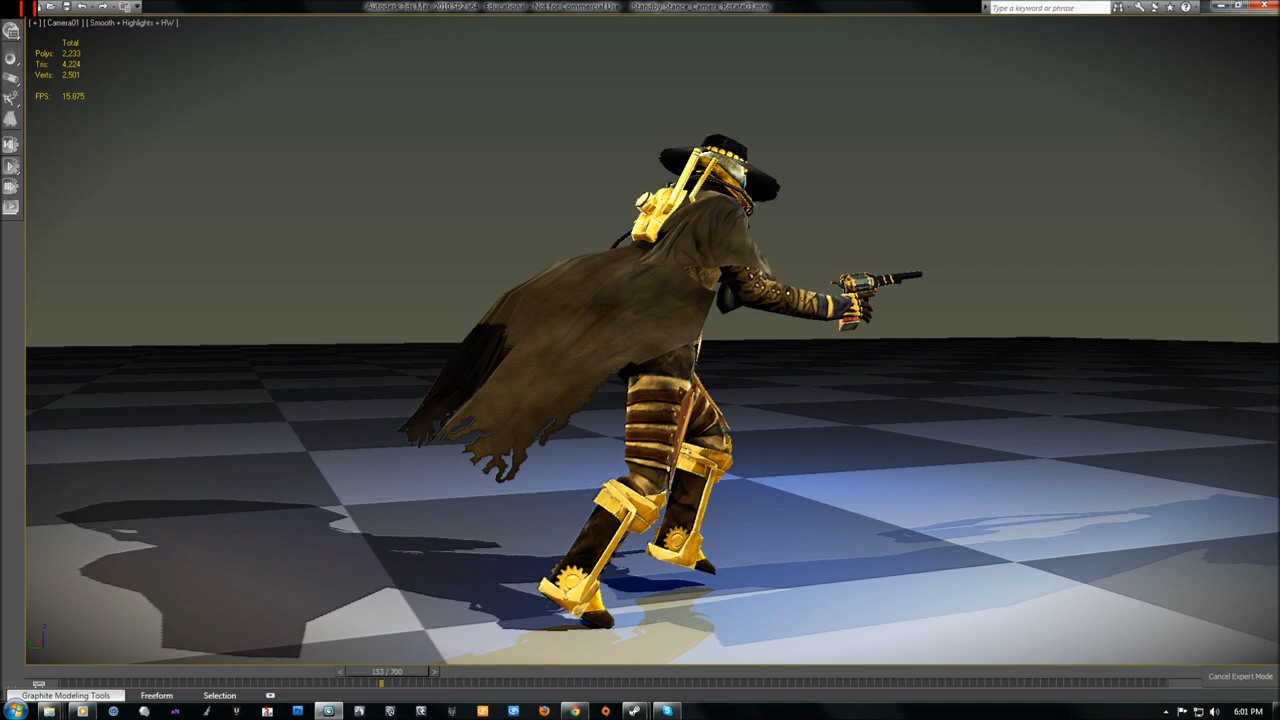 Autodesk 3ds Max 2010 SP2 x64 - Educational - Not for Commercial Use Standby_Stance_Camera_Rotate03.max
Type a keyword or phrase
[ + ] [ Camera01 ] [ Smooth + Highlights + HW ]
Total
Polys: 2,233
Tris: 4,224
Verts: 2,501
FPS: 15.875
z
< 153 / 700 >
Cancel Expert Mode
Graphite Modeling Tools Freeform Selection
6:01 PM